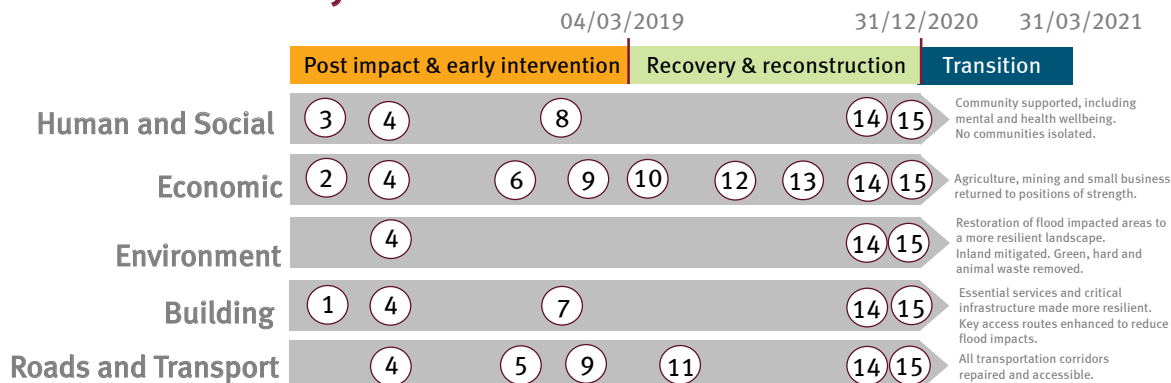 04/03/2019 31/12/2020 31/03/2021
Post impact & early intervention Recovery & reconstruction Transition
Human and Social 3 4 8 14 15
Community supported, including
mental and health wellbeing.
No communities isolated.
Economic 2 4 6 9 10 12 13 14 15
Agriculture, mining and small business
returned to positions of strength.
Environment 4 14 15
Restoration of flood impacted areas to
a more resilient landscape.
Inland mitigated. Green, hard and
animal waste removed.
Building 1 4 7 14 15
Essential services and critical
infrastructure made more resilient.
Key access routes enhanced to reduce
flood impacts.
Roads and Transport 4 5 9 11 14 15
All transportation corridors
repaired and accessible.